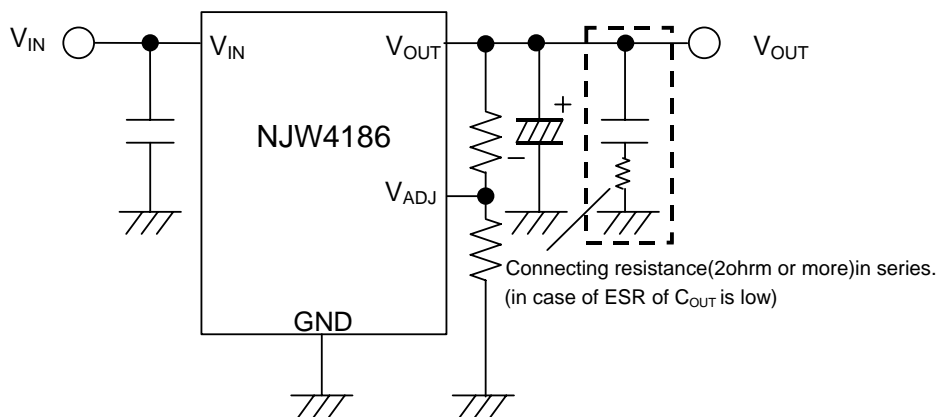 VIN
VIN
VOUT
VOUT
+
NJW4186
−
VADJ
Connecting resistance(2ohrm or more)in series.
(in case of ESR of COUT is low)
GND